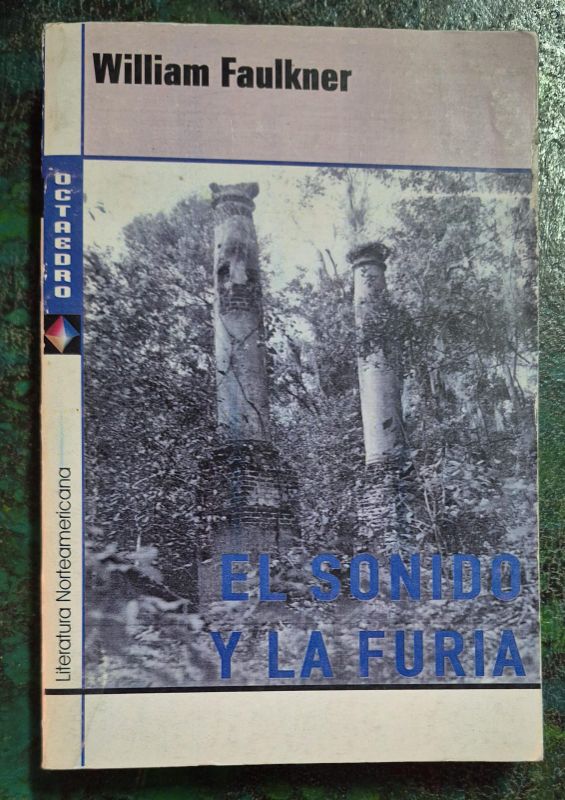 William Faulkner
OCTAEDRO
Literatura Norteamericana
EL SONIDO
Y LA FURIA